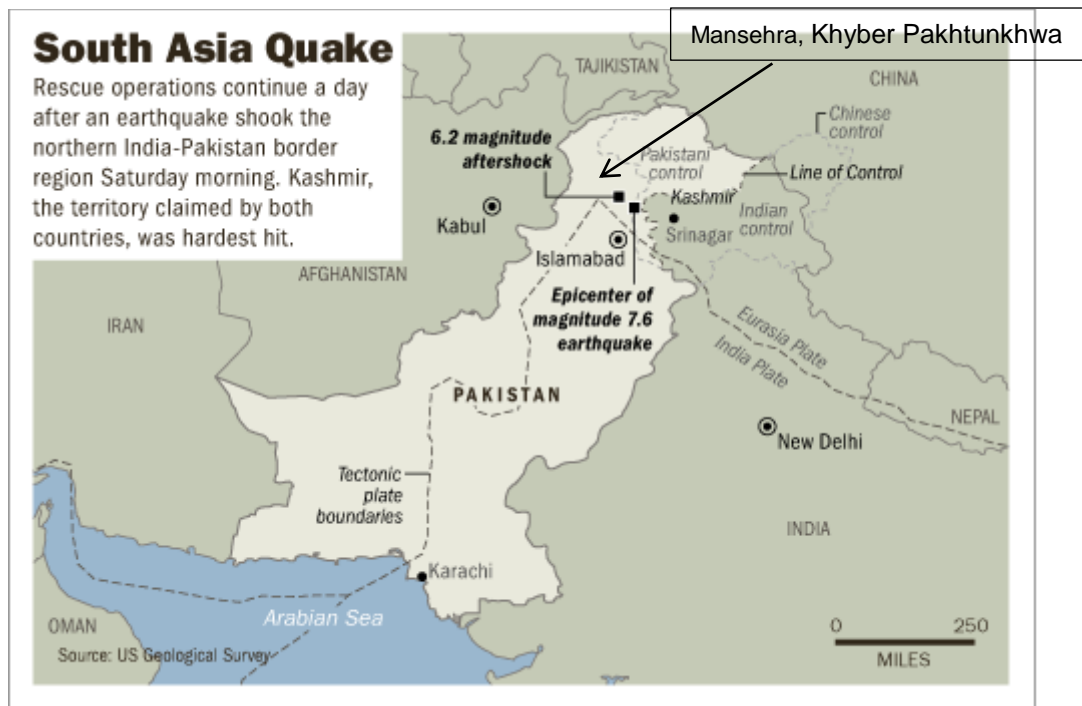 South Asia Quake
Rescue operations continue a day
after an earthquake shook the
northern India-Pakistan border
region Saturday morning. Kashmir,
the territory claimed by both
countries, was hardest hit.
Mansehra, Khyber Pakhtunkhwa
TAJIKISTAN
CHINA
Chinese
control
6.2 magnitude
aftershock
Pakistani
control
Line of Control
Kashmir
Indian
control
Kabul
Srinagar
Islamabad
AFGHANISTAN
Epicenter of
magnitude 7.6
earthquake
IRAN
Eurasia Plate
India Plate
PAKISTAN
NEPAL
New Delhi
Tectonic
plate
boundaries
INDIA
Karachi
Arabian Sea
OMAN
0 250
MILES
Source: US Geological Survey